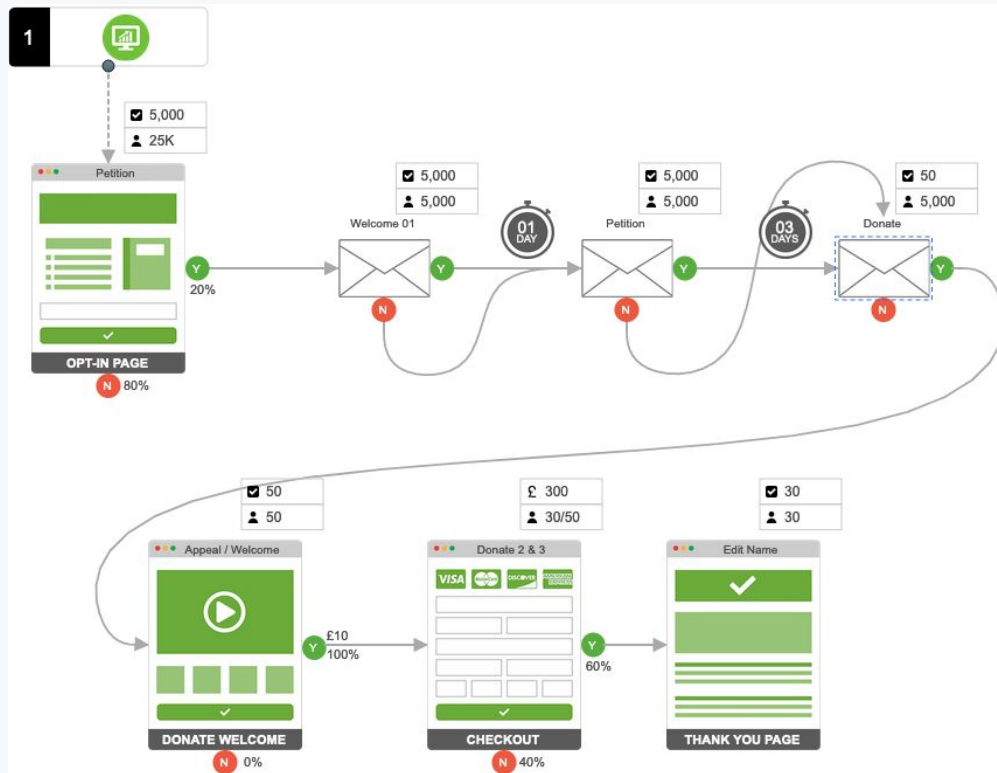 1
5,000
25K
Petition
Y
20%
OPT-IN PAGE
N 80%
5,000
5,000
Welcome 01
Y
N
01
DAY
5,000
5,000
Petition
Y
N
03
DAYS
50
5,000
Donate
Y
N
50
50
Appeal / Welcome
£10
Y
100%
DONATE WELCOME
N 0%
£ 300
30/50
Donate 2 & 3
VISA
DISCOVER
Y
60%
CHECKOUT
N 40%
30
30
Edit Name
THANK YOU PAGE